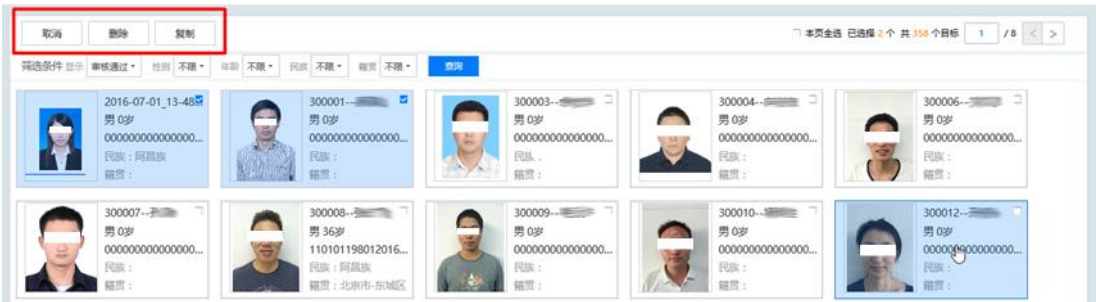 取消 删除 复制
本页全选 已选择 2 个 共 358 个目标 1 / 8 < >
筛选条件 显示 审核通过 性别 不限 年龄 不限 民族 不限 籍贯 不限 查询
2016-07-01_13-48
男 0岁
000000000000000...
民族：阿昌族
籍贯：
300001--
男 0岁
000000000000000...
民族：
籍贯：
300003--
男 0岁
000000000000000...
民族：
籍贯：
300004--
男 0岁
000000000000000...
民族：
籍贯：
300006--
男 0岁
000000000000000...
民族：
籍贯：
300007--
男 0岁
000000000000000...
民族：
籍贯：
300008--
男 36岁
110101198012016...
民族：阿昌族
籍贯：北京市-东城区
300009--
男 0岁
000000000000000...
民族：
籍贯：
300010--
男 0岁
000000000000000...
民族：
籍贯：
300012--
男 0岁
000000000000000...
民族：
籍贯：